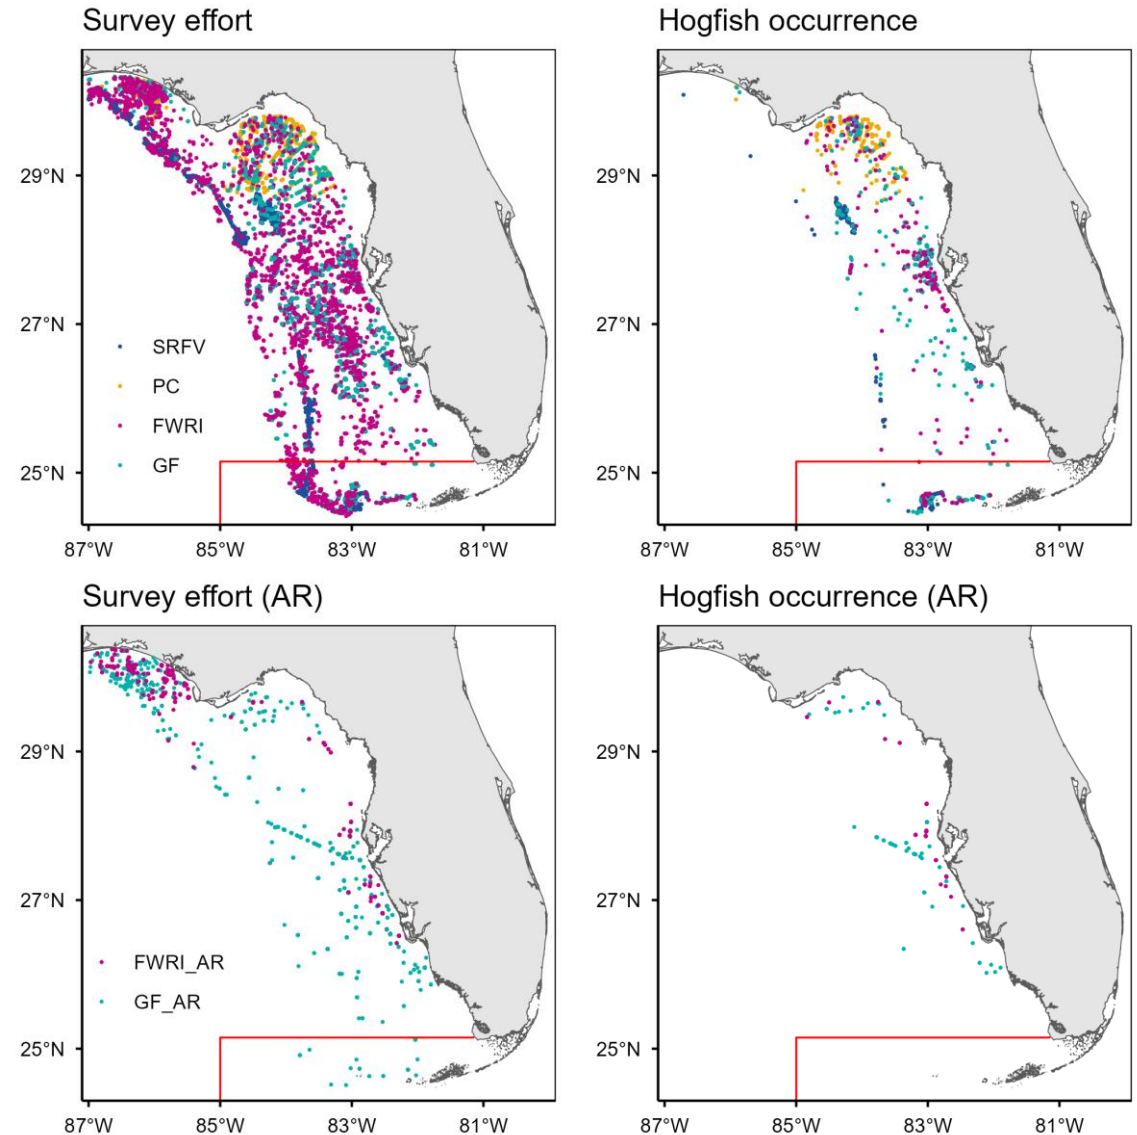 Survey effort
Hogfish occurrence
29°N
27°N
25°N
SRFV
PC
FWRI
GF
87°W 85°W 83°W 81°W
29°N
27°N
25°N
87°W 85°W 83°W 81°W
Survey effort (AR)
Hogfish occurrence (AR)
29°N
27°N
25°N
FWRI_AR
GF_AR
87°W 85°W 83°W 81°W
29°N
27°N
25°N
87°W 85°W 83°W 81°W